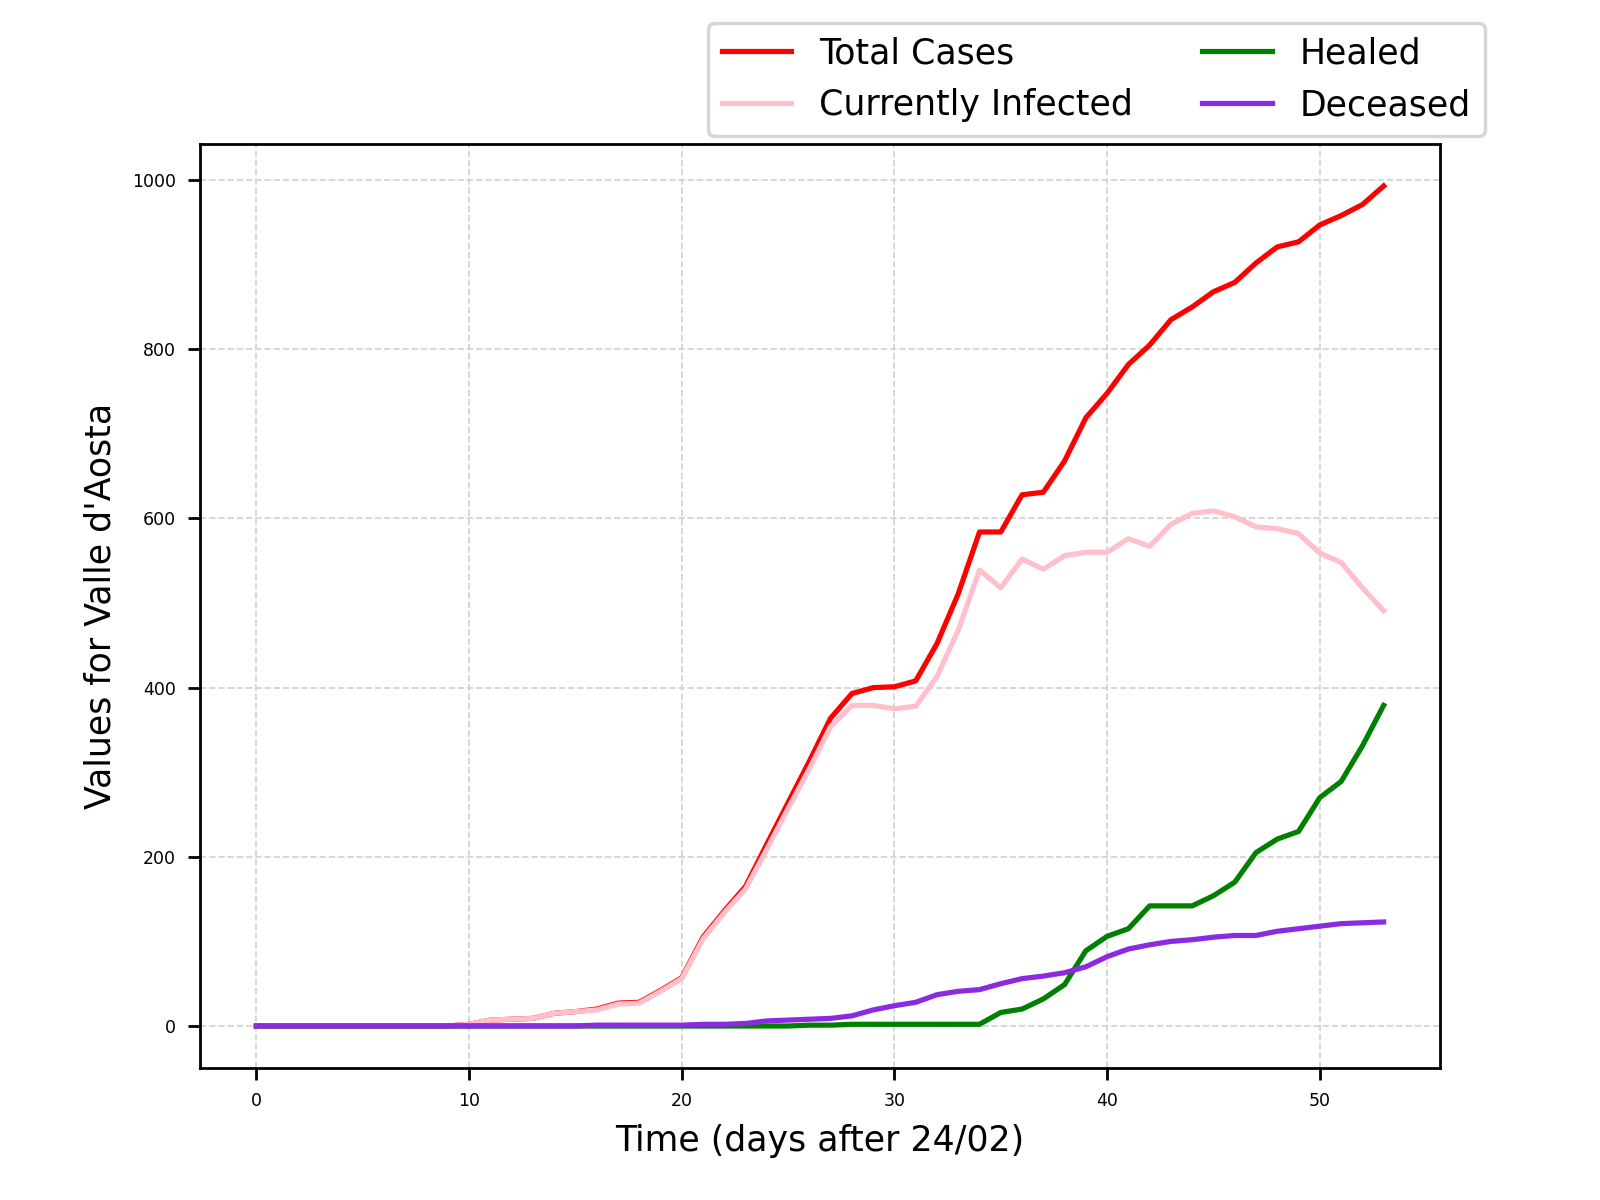 Total Cases
Currently Infected
Healed
Deceased
1000
800
600
400
200
0
Values for Valle d'Aosta
0 10 20 30 40 50
Time (days after 24/02)